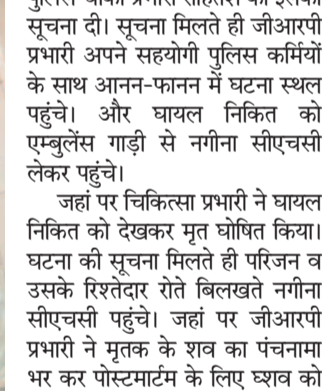 सूचना दी। सूचना मिलते ही जीआरपी
प्रभारी अपने सहयोगी पुलिस कर्मियों
के साथ आनन-फानन में घटना स्थल
पहुंचे। और घायल निकित को
एम्बुलेंस गाड़ी से नगीना सीएचसी
लेकर पहुंचे।
जहां पर चिकित्सा प्रभारी ने घायल
निकित को देखकर मृत घोषित किया।
घटना की सूचना मिलते ही परिजन व
उसके रिश्तेदार रोते बिलखते नगीना
सीएचसी पहुंचे। जहां पर जीआरपी
प्रभारी ने मृतक के शव का पंचनामा
भर कर पोस्टमार्टम के लिए घ्शव को